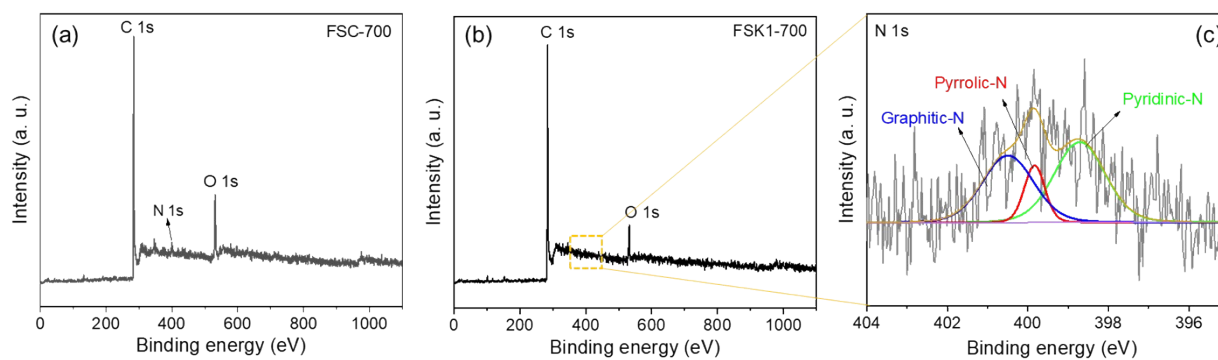 (a)
C 1s
FSC-700
N 1s
O 1s
Intensity (a. u.)
0 200 400 600 800 1000
Binding energy (eV)
(b)
C 1s
FSK1-700
O 1s
Intensity (a. u.)
0 200 400 600 800 1000
Binding energy (eV)
N 1s
(c)
Pyrrolic-N
Pyridinic-N
Graphitic-N
Intensity (a. u.)
404 402 400 398 396
Binding energy (eV)